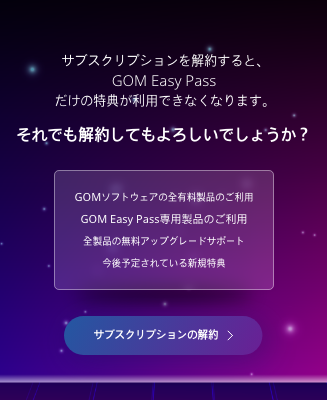 サブスクリプションを解約すると、
GOM Easy Pass
だけの特典が利用できなくなります。
それでも解約してもよろしいでしょうか？
GOMソフトウェアの全有料製品のご利用
GOM Easy Pass専用製品のご利用
全製品の無料アップグレードサポート
今後予定されている新規特典
サブスクリプションの解約 >